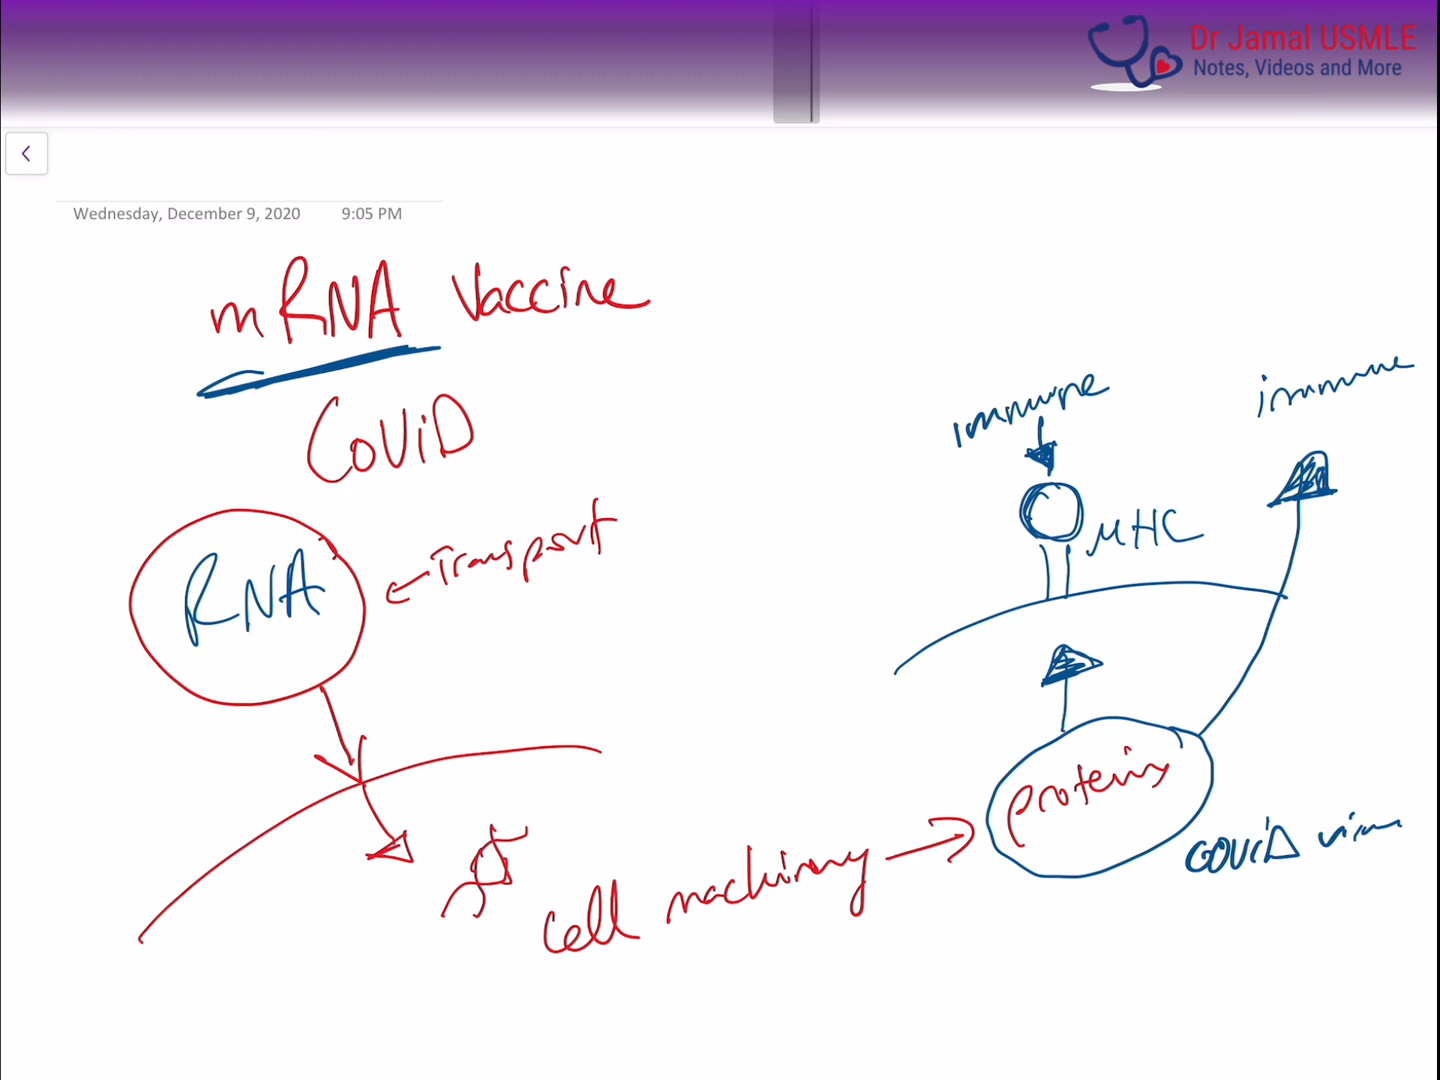 Dr Jamal USMLE
Notes, Videos and More
Wednesday, December 9, 2020 9:05 PM
mRNA Vaccine
CoViD
immune
immune
MHC
RNA
Transport
proteins
COViD virus
cell machinery